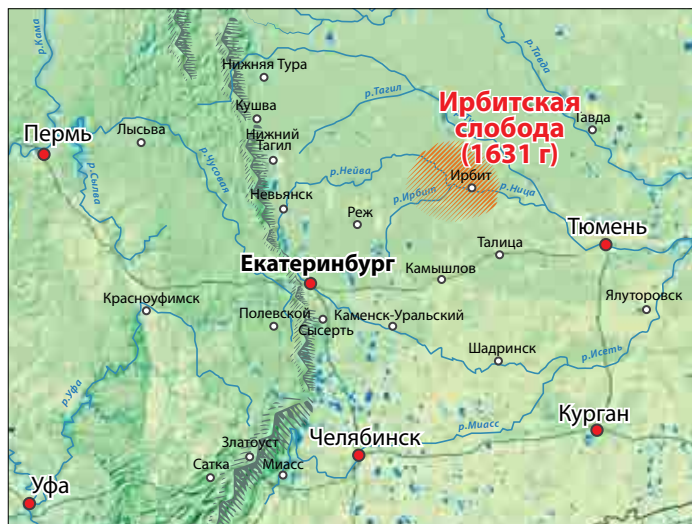 р.Кама
Нижняя Тура
р.Тавда
р.Тагил
Кушва
Ирбитская
слобода
(1631 г)
Тавда
Пермь
Лысьва
Нижний
Тагил
р.Чусовая
р.Сылва
р.Нейва
Ирбит
р.Ирбит
р.Ница
Невьянск
Реж
Тюмень
Талица
Екатеринбург
Камышлов
Красноуфимск
Ялуторовск
Полевской
Каменск-Уральский
Сысерть
Шадринск
р.Исеть
р.Уфа
Курган
р.Миасс
Челябинск
Златоуст
Сатка
Миасс
Уфа